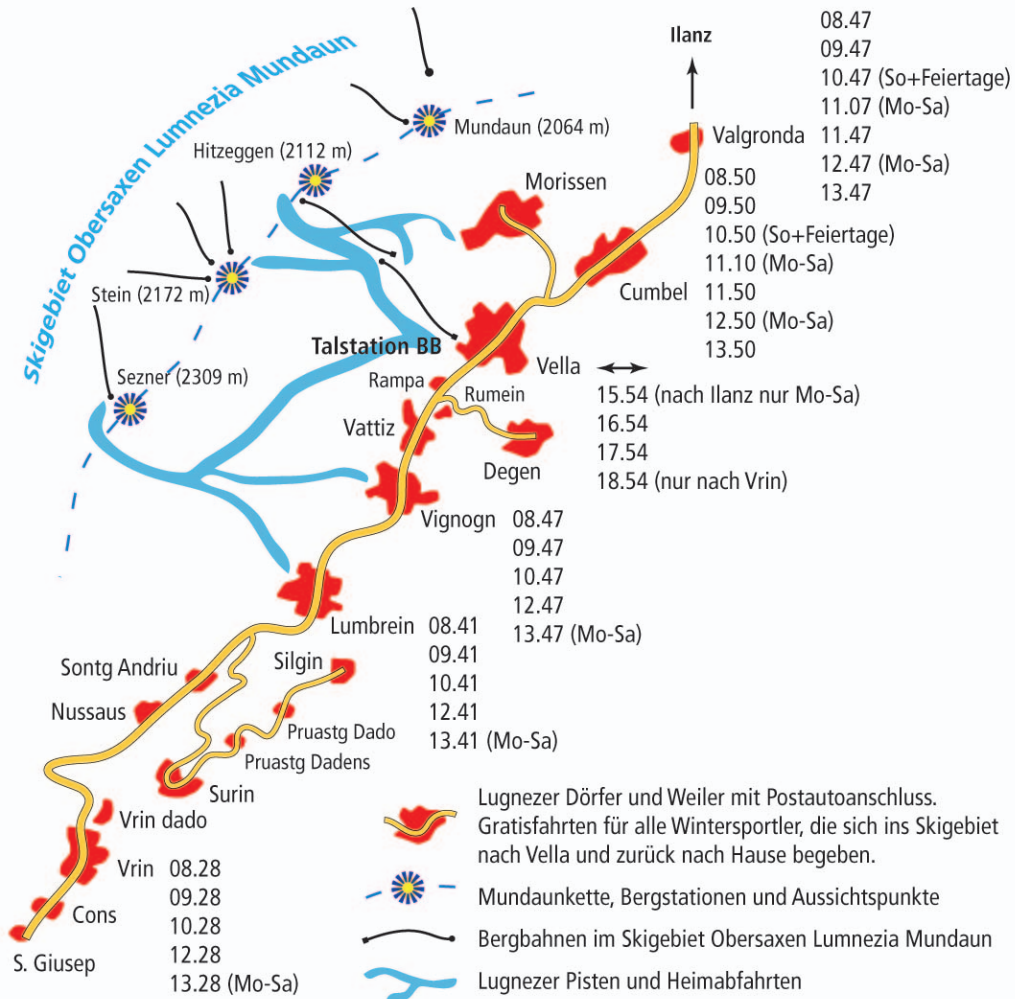 Skigebiet Obersaxen Lumnezia Mundaun
Ilanz
08.47
09.47
10.47 (So+Feiertage)
11.07 (Mo-Sa)
11.47
12.47 (Mo-Sa)
13.47
Mundaun (2064 m)
Valgronda
Hitzeggen (2112 m)
Morissen
08.50
09.50
10.50 (So+Feiertage)
11.10 (Mo-Sa)
11.50
12.50 (Mo-Sa)
13.50
Stein (2172 m)
Cumbel
Talstation BB
Vella
Sezner (2309 m)
Rampa
Rumein
15.54 (nach Ilanz nur Mo-Sa)
16.54
17.54
18.54 (nur nach Vrin)
Vattiz
Degen
Vignogn
08.47
09.47
10.47
12.47
13.47 (Mo-Sa)
Lumbrein
08.41
09.41
10.41
12.41
13.41 (Mo-Sa)
Sontg Andriu
Silgin
Nussaus
Pruastg Dado
Pruastg Dadens
Surin
Vrin dado
Vrin
08.28
09.28
10.28
12.28
13.28 (Mo-Sa)
Cons
S. Giusep
Lugnezer Dörfer und Weiler mit Postautoanschluss.
Gratisfahrten für alle Wintersportler, die sich ins Skigebiet
nach Vella und zurück nach Hause begeben.
Mundaunkette, Bergstationen und Aussichtspunkte
Bergbahnen im Skigebiet Obersaxen Lumnezia Mundaun
Lugnezer Pisten und Heimabfahrten